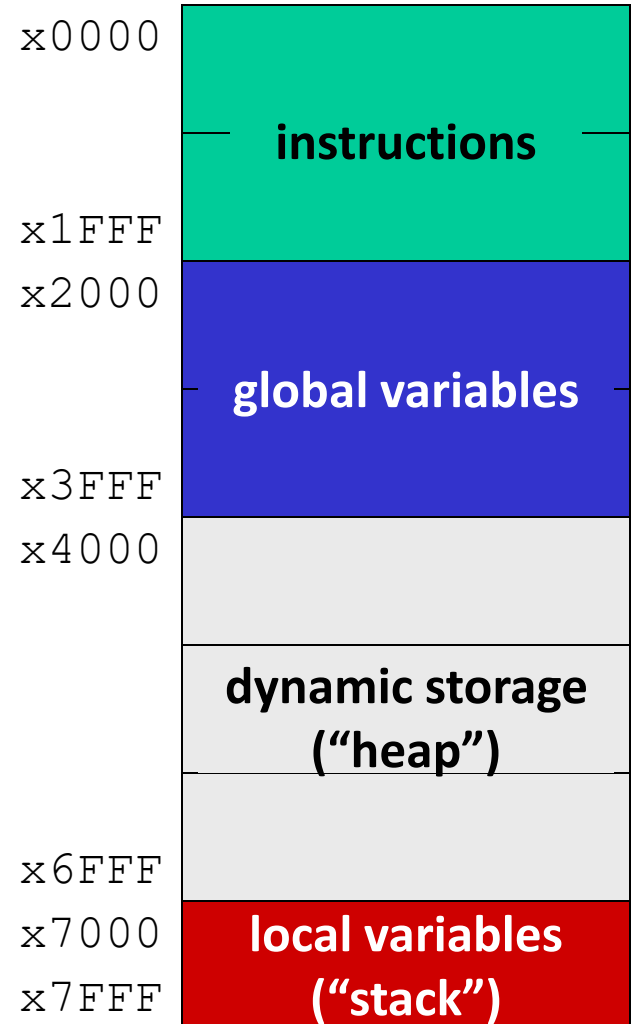 x0000
instructions
x1FFF
x2000
global variables
x3FFF
x4000
dynamic storage
(“heap”)
x6FFF
x7000 local variables
x7FFF (“stack”)